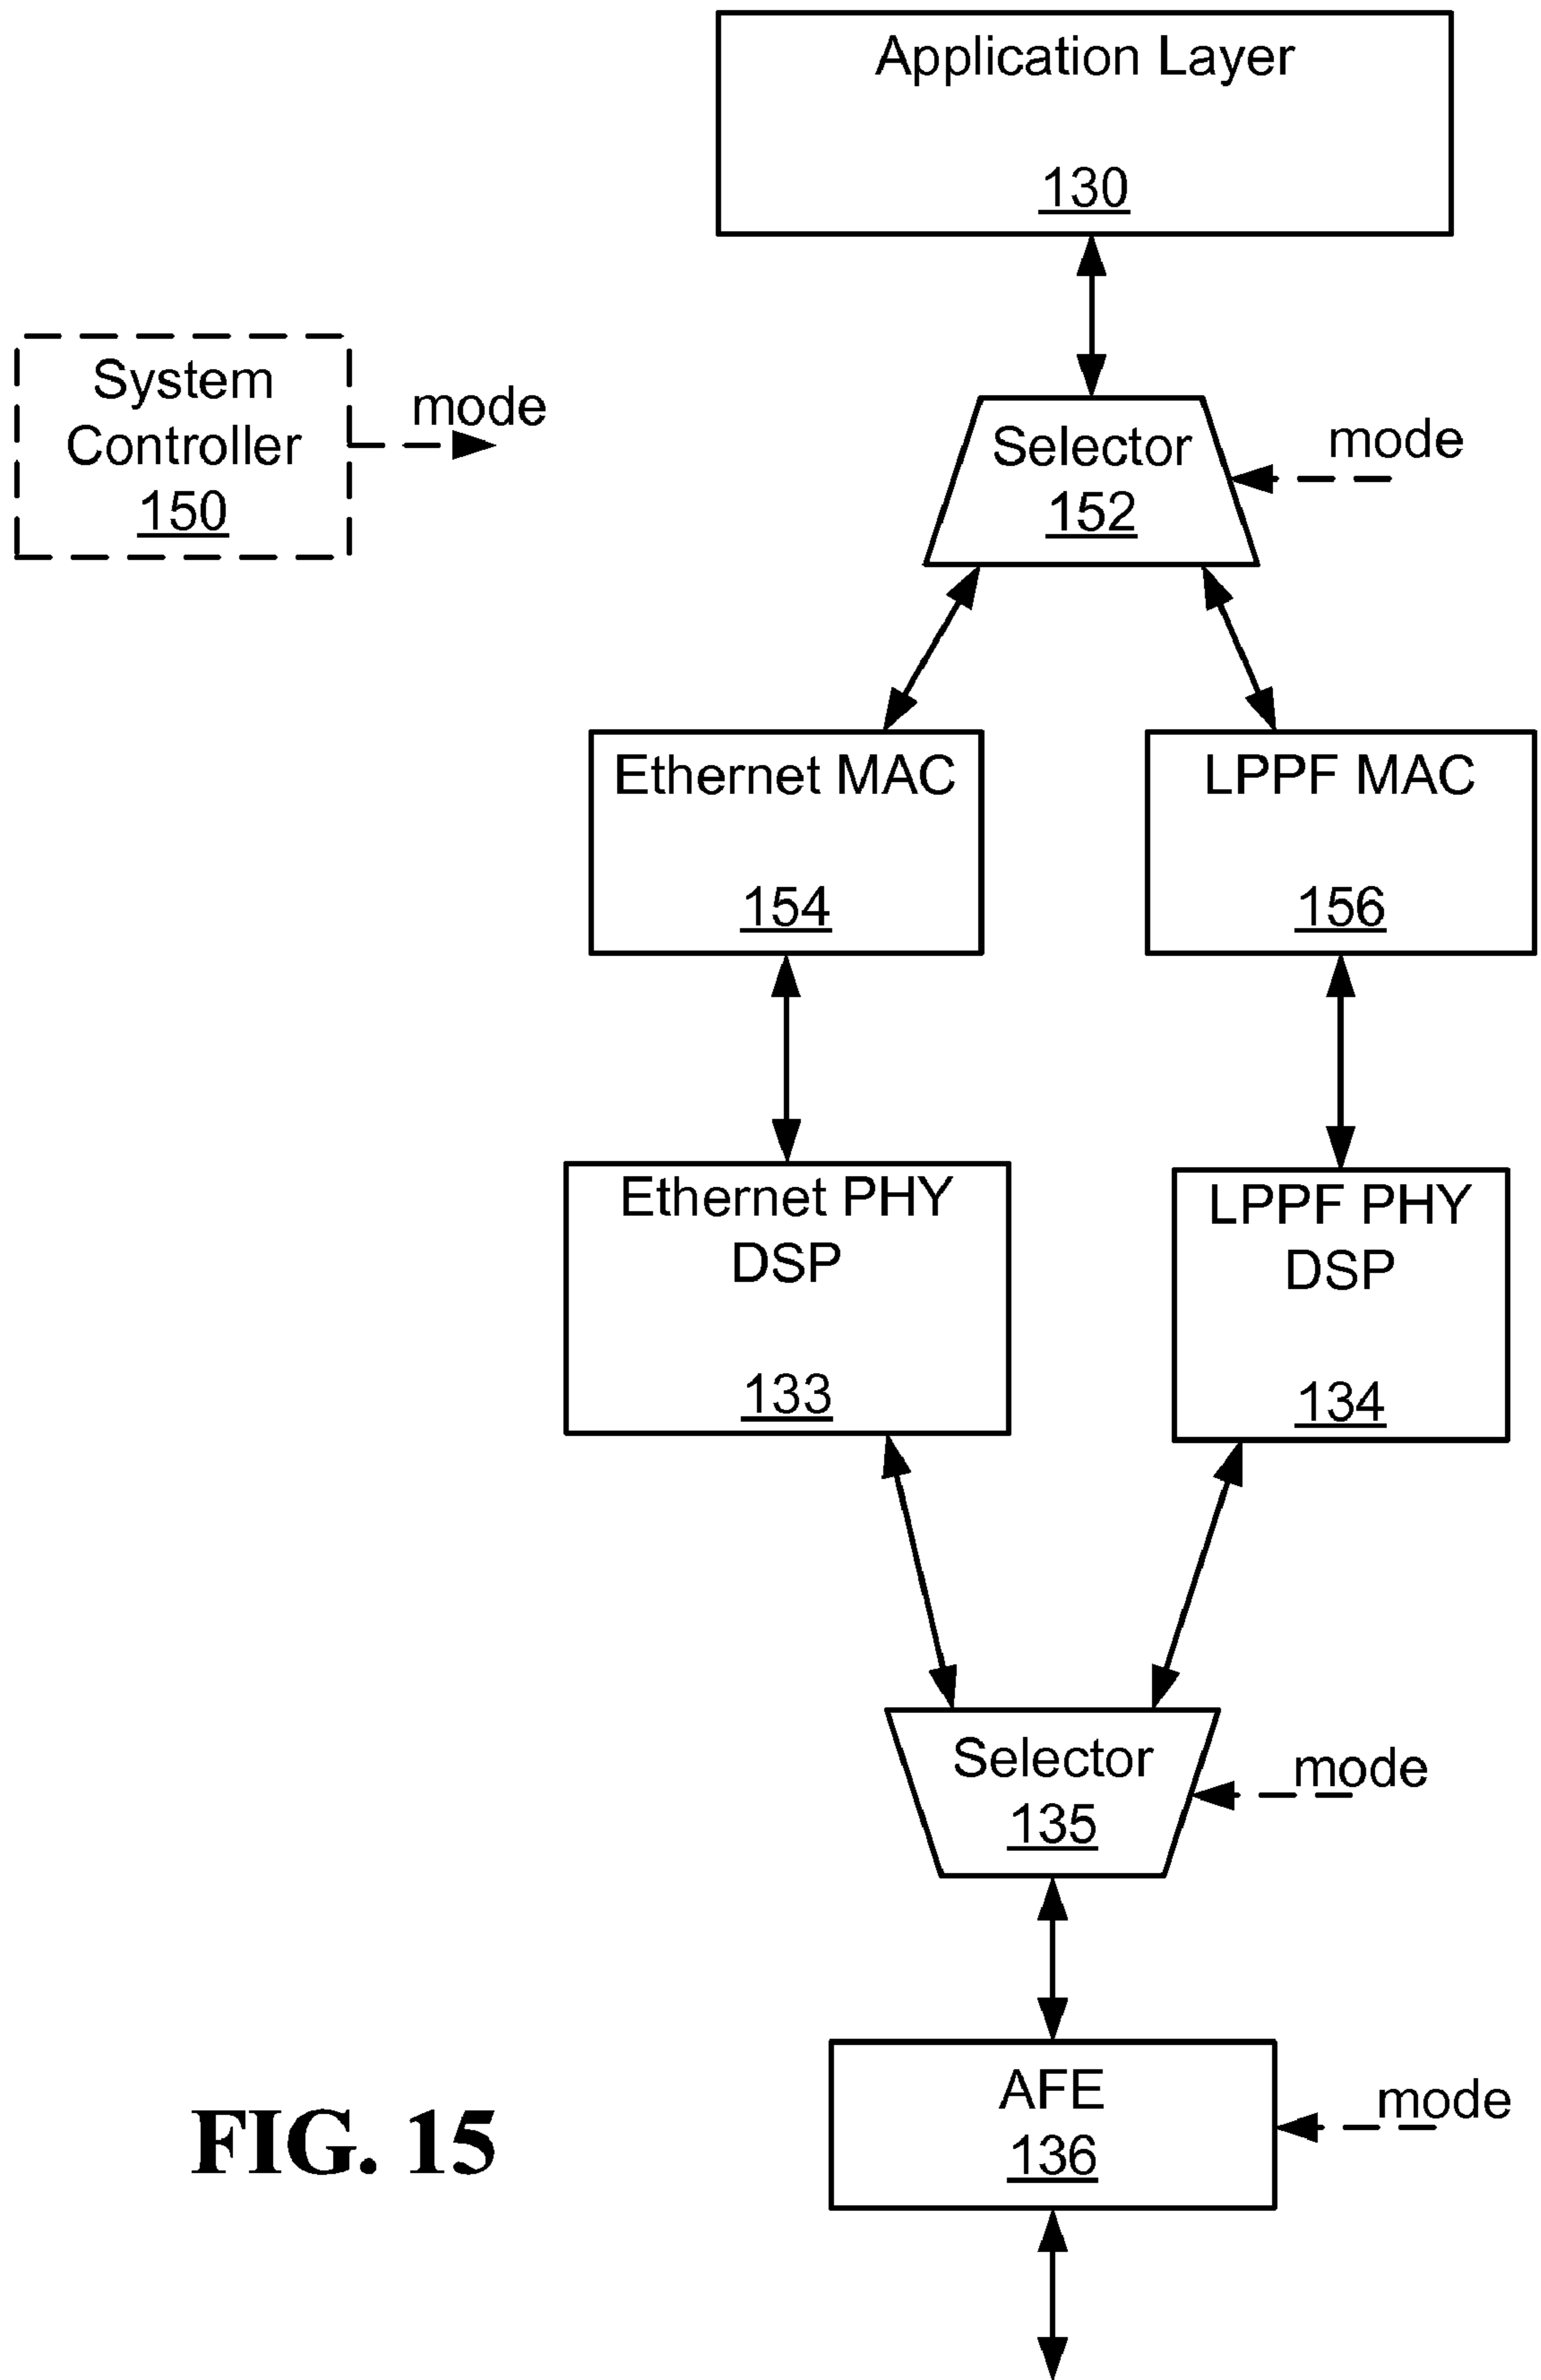 Application Layer
130
System
Controller
150
mode
Selector
152
mode
Ethernet MAC
154
LPPF MAC
156
Ethernet PHY
DSP
133
LPPF PHY
DSP
134
Selector
135
mode
AFE
136
mode
FIG. 15